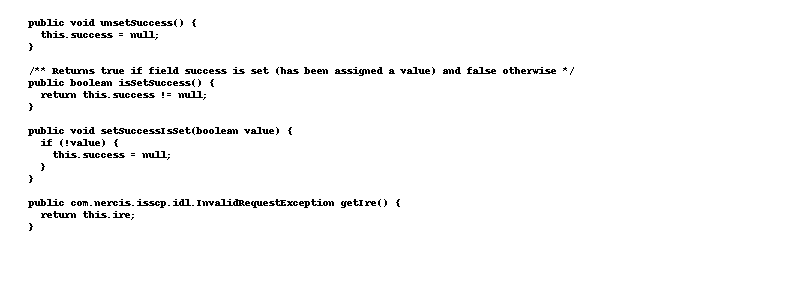 public void unsetSuccess() {
this.success = null;
}
/** Returns true if field success is set (has been assigned a value) and false otherwise */
public boolean isSetSuccess() {
return this.success != null;
}
public void setSuccessIsSet(boolean value) {
if (!value) {
this.success = null;
}
}
public com.nercis.isscp.idl.InvalidRequestException getIre() {
return this.ire;
}